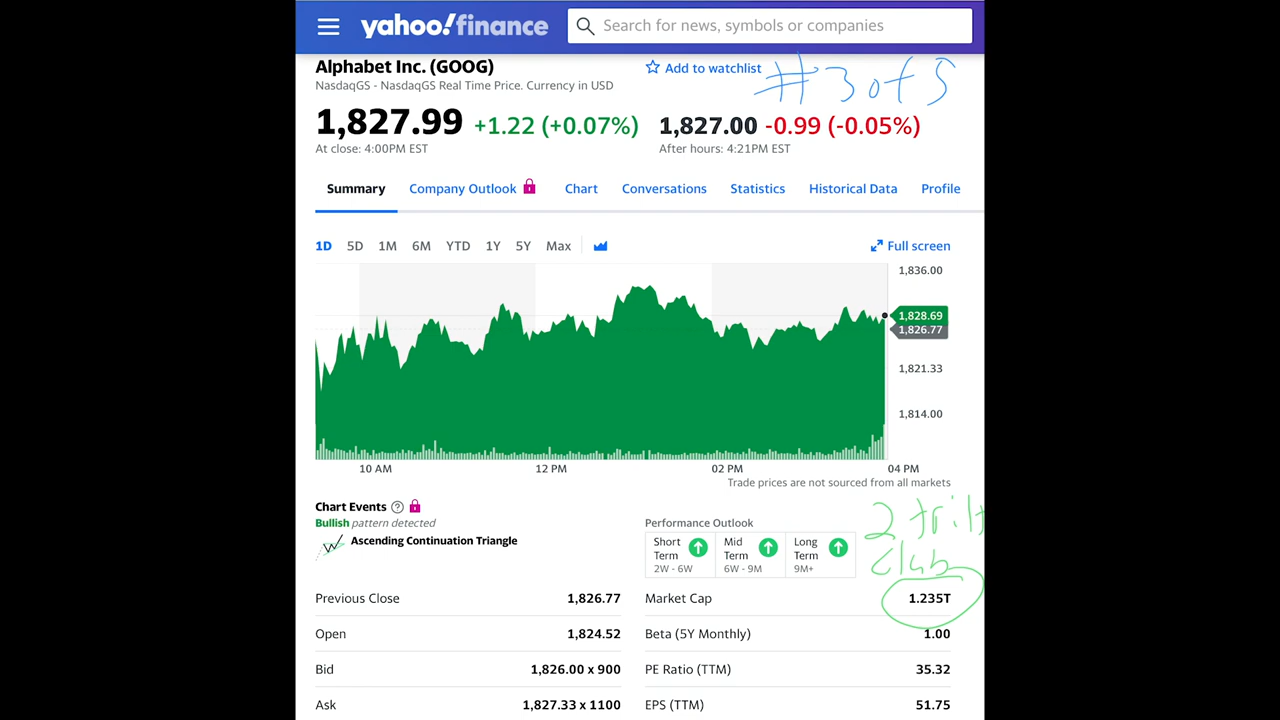 yahoo!finance
Search for news, symbols or companies
Alphabet Inc. (GOOG)
Add to watchlist
#3 of 5
NasdaqGS - NasdaqGS Real Time Price. Currency in USD
1,827.99 +1.22 (+0.07%)
1,827.00 -0.99 (-0.05%)
At close: 4:00PM EST
After hours: 4:21PM EST
Summary Company Outlook Chart Conversations Statistics Historical Data Profile
1D 5D 1M 6M YTD 1Y 5Y Max
Full screen
1,836.00
1,828.69
1,826.77
1,821.33
1,814.00
10 AM 12 PM 02 PM 04 PM
Trade prices are not sourced from all markets
Chart Events
Bullish pattern detected
Ascending Continuation Triangle
Performance Outlook
Short Term 2W - 6W
Mid Term 6W - 9M
Long Term 9M+
2
Club
Previous Close 1,826.77
Market Cap 1.235T
Open 1,824.52
Beta (5Y Monthly) 1.00
Bid 1,826.00 x 900
PE Ratio (TTM) 35.32
Ask 1,827.33 x 1100
EPS (TTM) 51.75